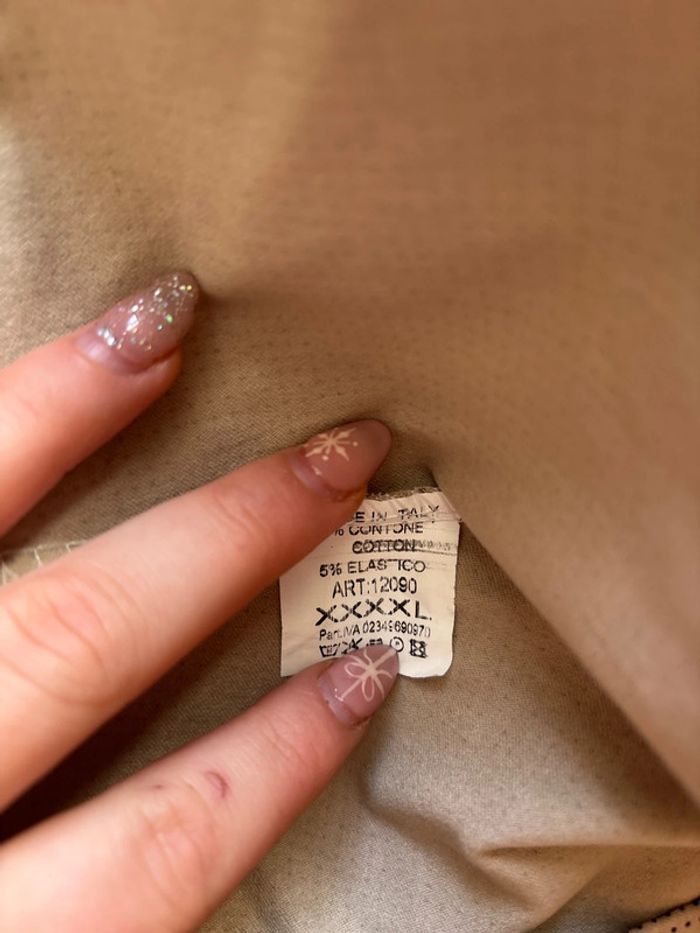 E IN ITALY
% CONTONE
COTTON
5% ELASTICO
ART:12090
XXXXL
Part.IVA 02349690970